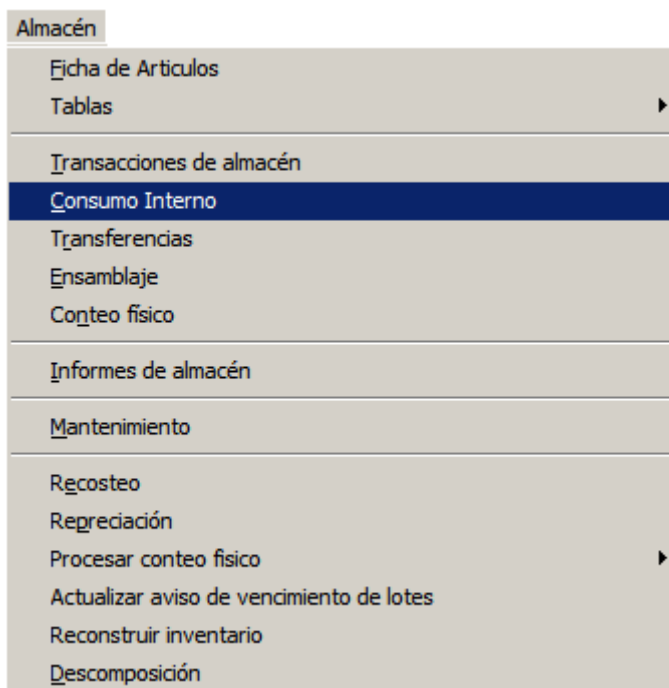 Almacén
Ficha de Articulos
Tablas
Transacciones de almacén
Consumo Interno
Transferencias
Ensamblaje
Conteo físico
Informes de almacén
Mantenimiento
Recosteo
Repreciación
Procesar conteo fisico
Actualizar aviso de vencimiento de lotes
Reconstruir inventario
Descomposición